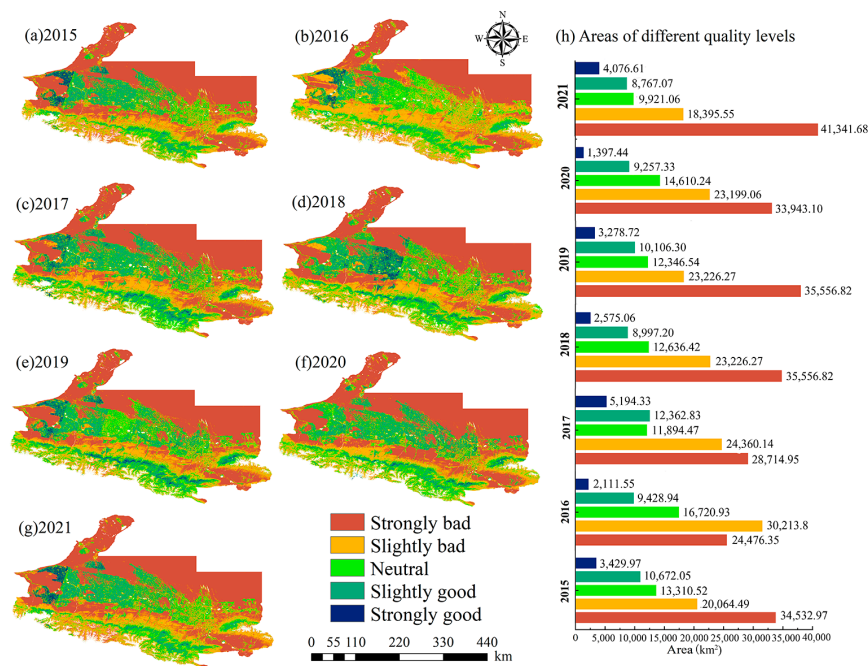 (a)2015
(b)2016
N
W E
S
(c)2017
(d)2018
(e)2019
(f)2020
(g)2021
Strongly bad
Slightly bad
Neutral
Slightly good
Strongly good
0 55 110 220 330 440
km
(h) Areas of different quality levels
2021
4,076.61
8,767.07
9,921.06
18,395.55
41,341.68
2020
1,397.44
9,257.33
14,610.24
23,199.06
33,943.10
2019
3,278.72
10,106.30
12,346.54
23,226.27
35,556.82
2018
2,575.06
8,997.20
12,636.42
23,226.27
35,556.82
2017
5,194.33
12,362.83
11,894.47
24,360.14
28,714.95
2016
2,111.55
9,428.94
16,720.93
30,213.8
24,476.35
2015
3,429.97
10,672.05
13,310.52
20,064.49
34,532.97
0 5,000 10,000 15,000 20,000 25,000 30,000 35,000 40,000
Area (km²)